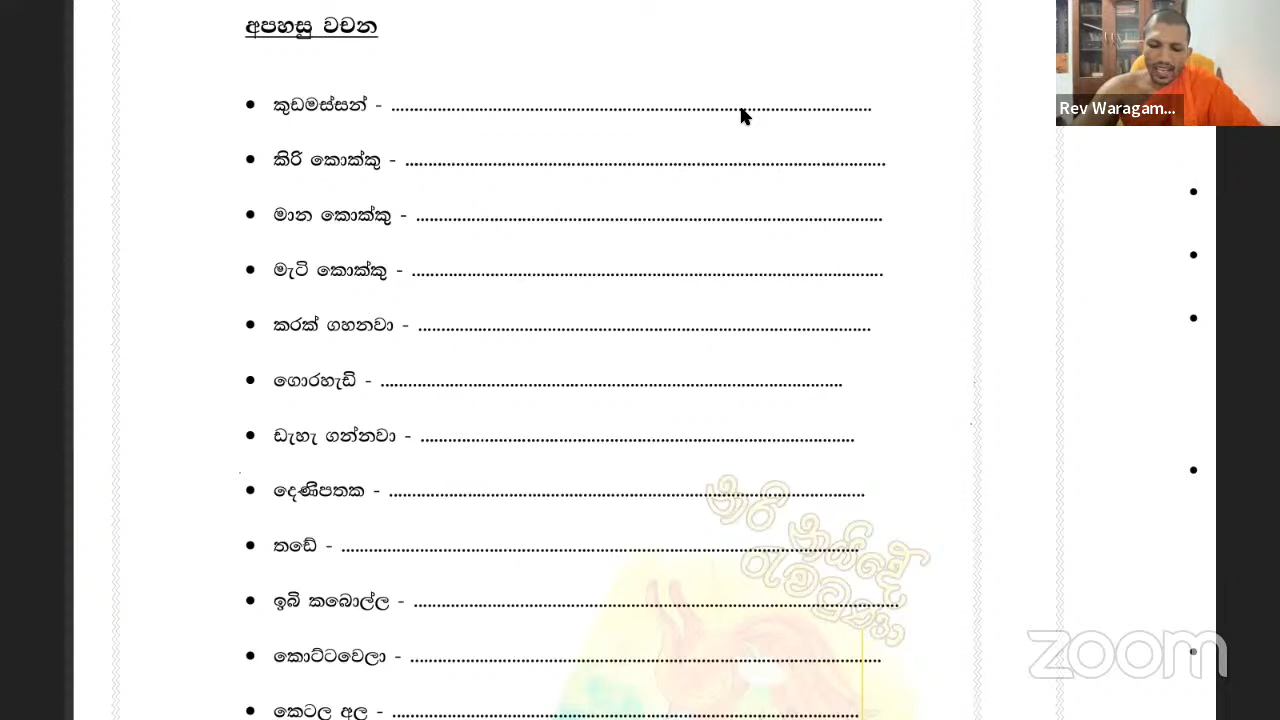 අපහසු වචන
• කුඩමස්සන් - ........................................................................................................
• කිරි කොක්කු - ........................................................................................................
• මාන කොක්කු - .....................................................................................................
• මැටි කොක්කු - ......................................................................................................
• කරක් ගහනවා - ..................................................................................................
• ගොරහැඩි - ....................................................................................................
• ඩැහැ ගන්නවා - ..............................................................................................
• දෙණිපතක - .......................................................................................................
• තඩේ - ................................................................................................................
• ඉබි කබොල්ල - .........................................................................................................
• කොට්ටවෙලා - ......................................................................................................
• කෙටල අල - .....................................................................................................
Rev Waragam...
zoom